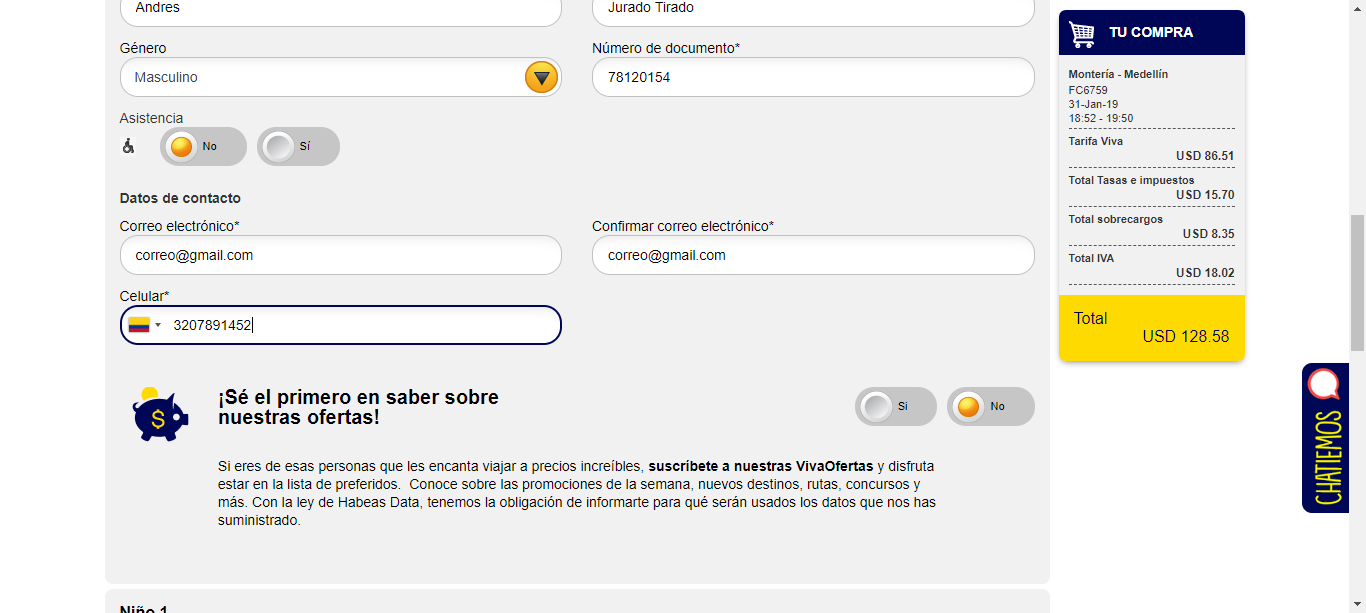 Andres
Jurado Tirado
Género
Número de documento*
Masculino
78120154
Asistencia
No
Sí
Datos de contacto
Correo electrónico*
Confirmar correo electrónico*
correo@gmail.com
correo@gmail.com
Celular*
3207891452
¡Sé el primero en saber sobre
nuestras ofertas!
Si
No
$
Si eres de esas personas que les encanta viajar a precios increíbles, suscríbete a nuestras VivaOfertas y disfruta
estar en la lista de preferidos. Conoce sobre las promociones de la semana, nuevos destinos, rutas, concursos y
más. Con la ley de Habeas Data, tenemos la obligación de informarte para qué serán usados los datos que nos has
suministrado.
Niño 1
TU COMPRA
Montería - Medellín
FC6759
31-Jan-19
18:52 - 19:50
Tarifa Viva
USD 86.51
Total Tasas e impuestos
USD 15.70
Total sobrecargos
USD 8.35
Total IVA
USD 18.02
Total
USD 128.58
CHATIEMOS